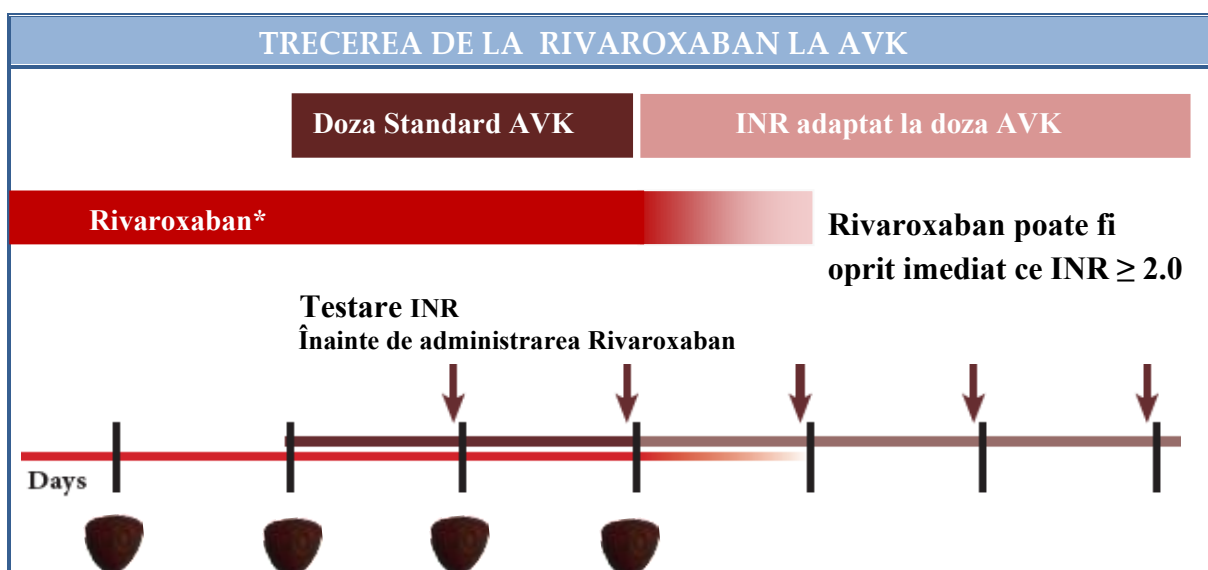 TRECEREA DE LA RIVAROXABAN LA AVK
Doza Standard AVK
INR adaptat la doza AVK
Rivaroxaban*
Rivaroxaban poate fi
oprit imediat ce INR ≥ 2.0
Testare INR
Înainte de administrarea Rivaroxaban
Days